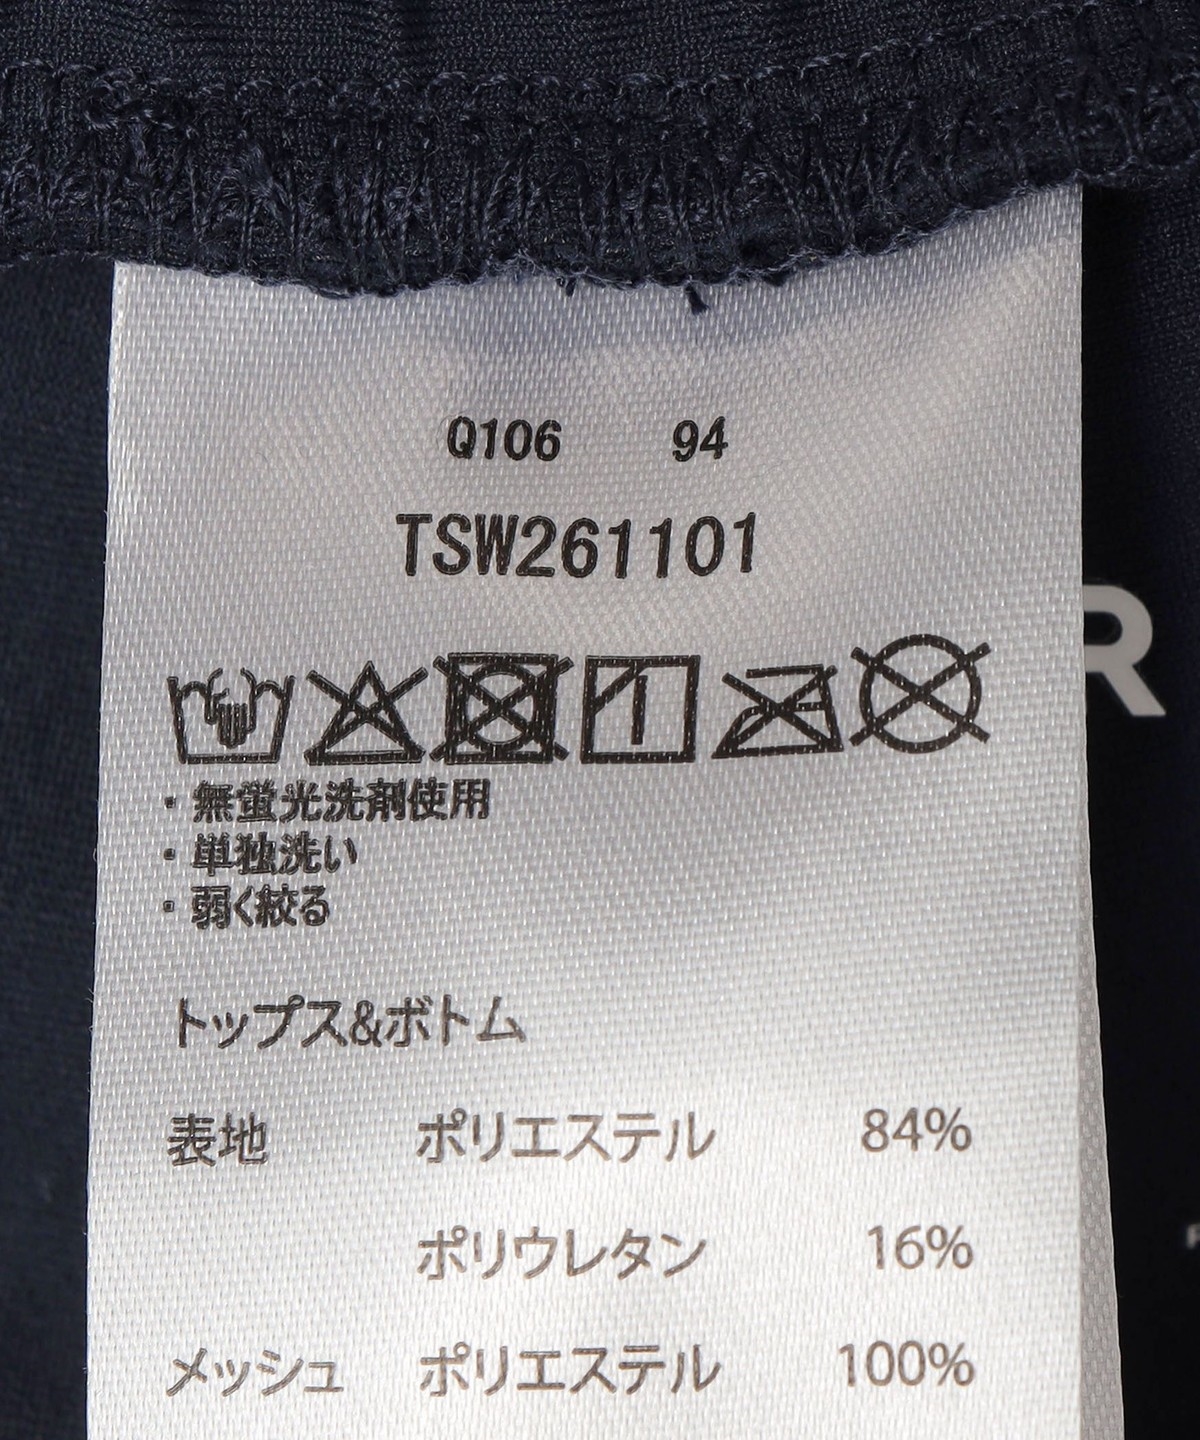 Q106 94
TSW261101
R
・無蛍光洗剤使用
・単独洗い
・弱く絞る
トップス&ボトム
表地 ポリエステル 84%
ポリウレタン 16%
メッシュ ポリエステル 100%